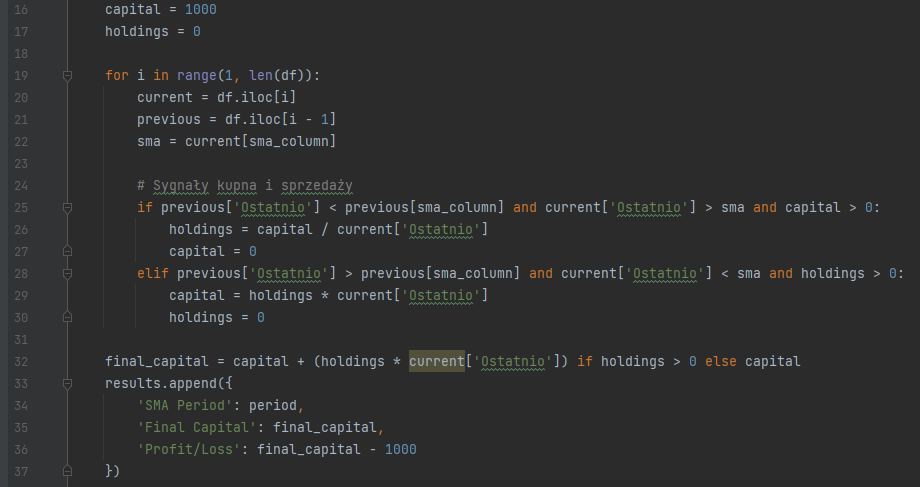 16 capital = 1000
17 holdings = 0
18
19 for i in range(1, len(df)):
20 current = df.iloc[i]
21 previous = df.iloc[i - 1]
22 sma = current[sma_column]
23
24 # Sygnały kupna i sprzedaży
25 if previous['Ostatnio'] < previous[sma_column] and current['Ostatnio'] > sma and capital > 0:
26 holdings = capital / current['Ostatnio']
27 capital = 0
28 elif previous['Ostatnio'] > previous[sma_column] and current['Ostatnio'] < sma and holdings > 0:
29 capital = holdings * current['Ostatnio']
30 holdings = 0
31
32 final_capital = capital + (holdings * current['Ostatnio']) if holdings > 0 else capital
33 results.append({
34 'SMA Period': period,
35 'Final Capital': final_capital,
36 'Profit/Loss': final_capital - 1000
37 })